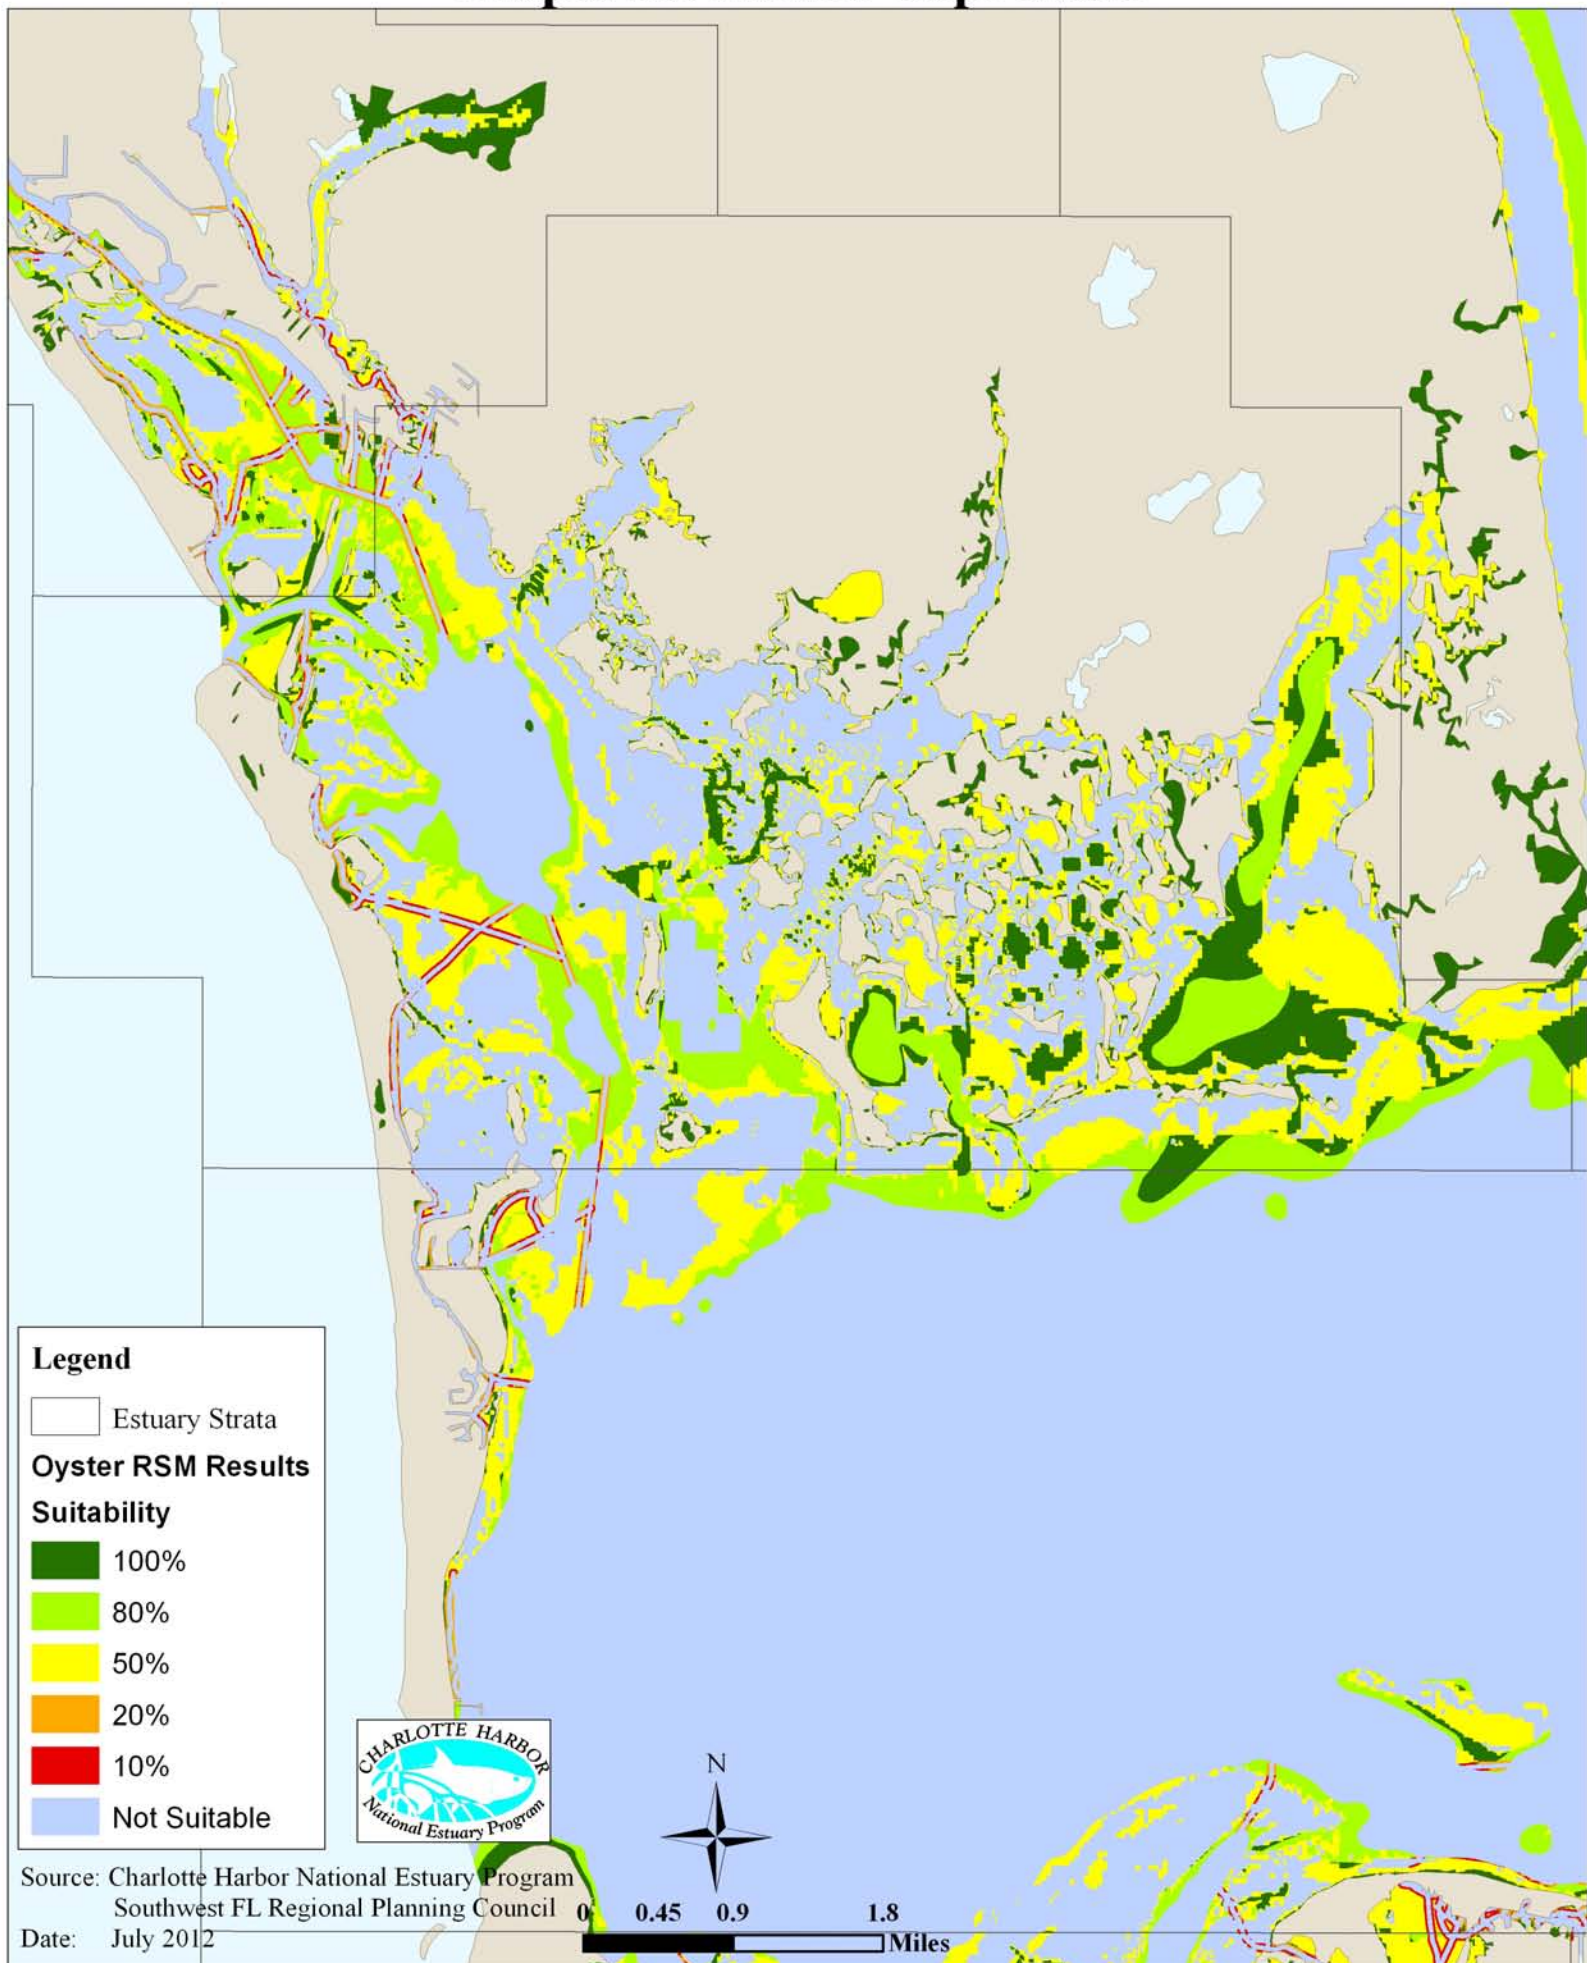 Legend
Estuary Strata
Oyster RSM Results
Suitability
100%
80%
50%
20%
10%
Not Suitable
CHARLOTTE HARBOR
National Estuary Program
N
Source: Charlotte Harbor National Estuary Program
Southwest FL Regional Planning Council
Date: July 2012
0 0.45 0.9 1.8
Miles